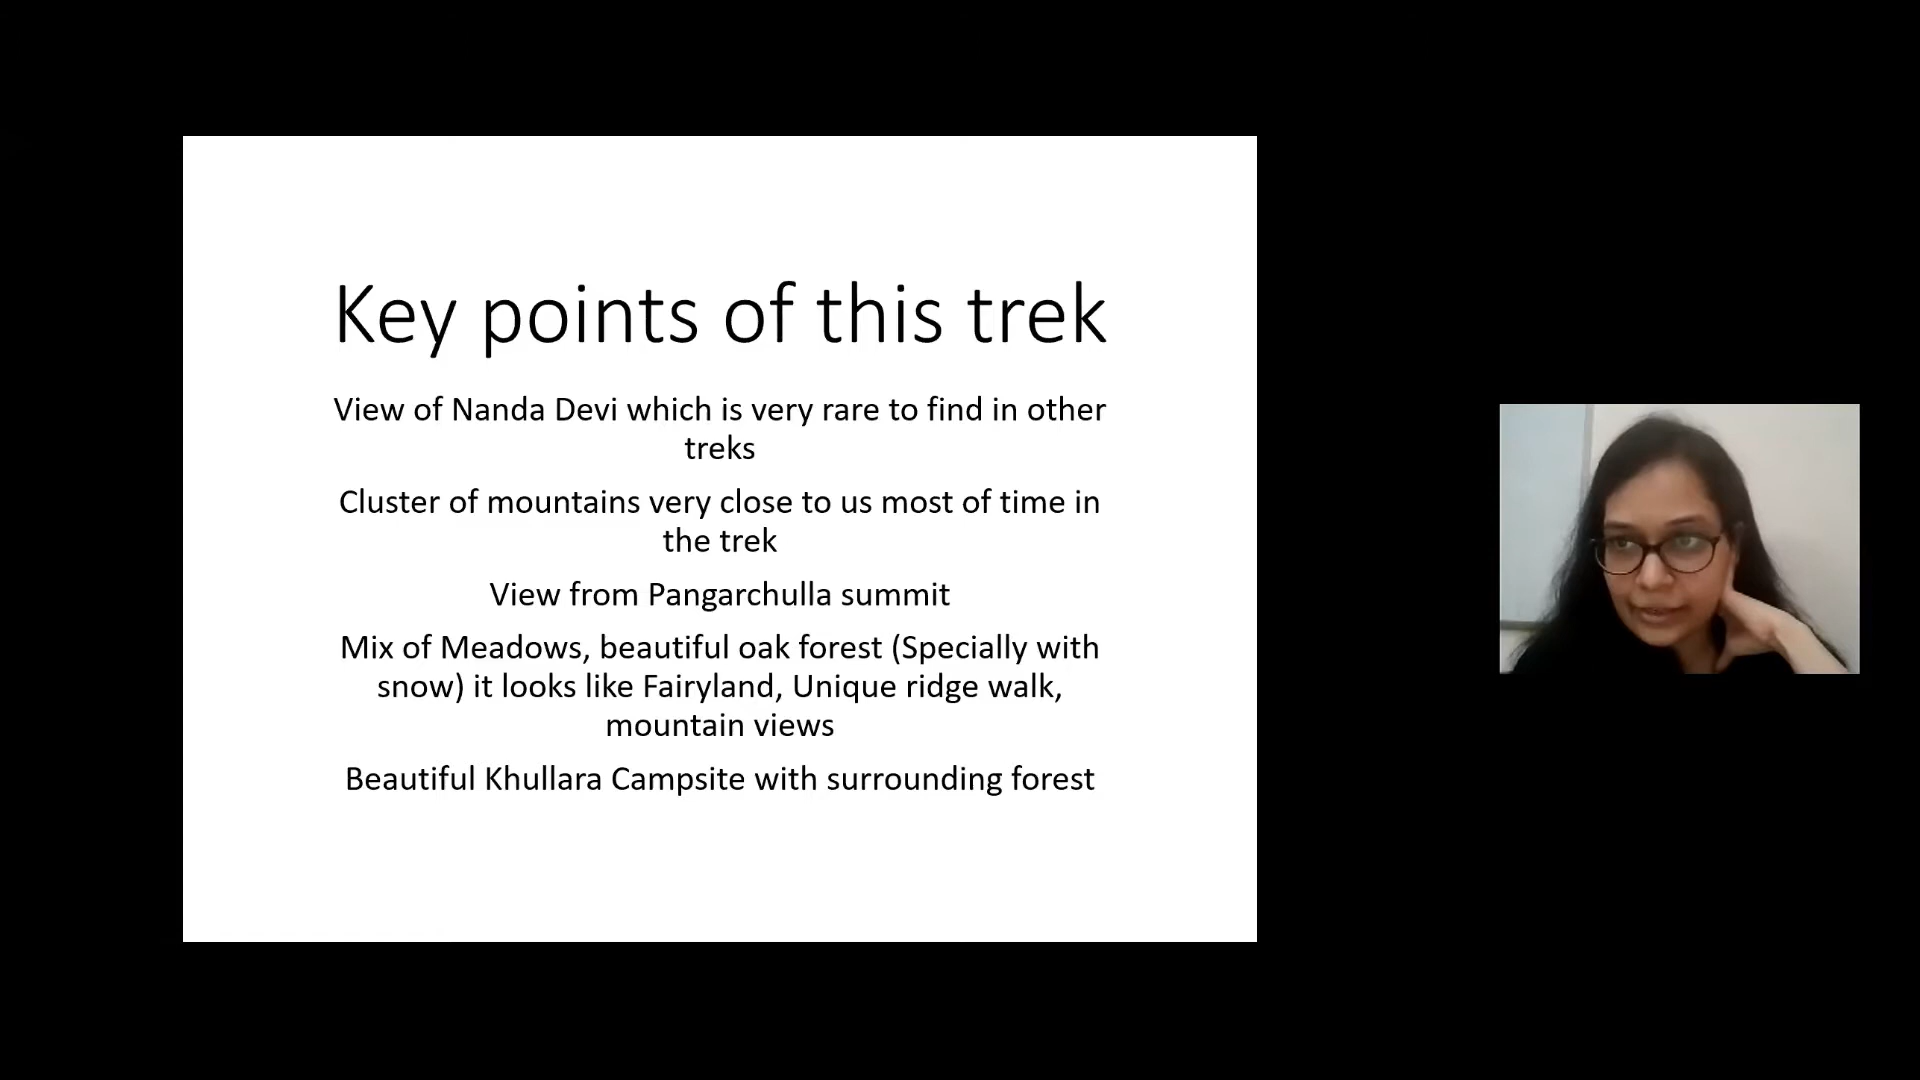 Key points of this trek
View of Nanda Devi which is very rare to find in other
treks
Cluster of mountains very close to us most of time in
the trek
View from Pangarchulla summit
Mix of Meadows, beautiful oak forest (Specially with
snow) it looks like Fairyland, Unique ridge walk,
mountain views
Beautiful Khullara Campsite with surrounding forest